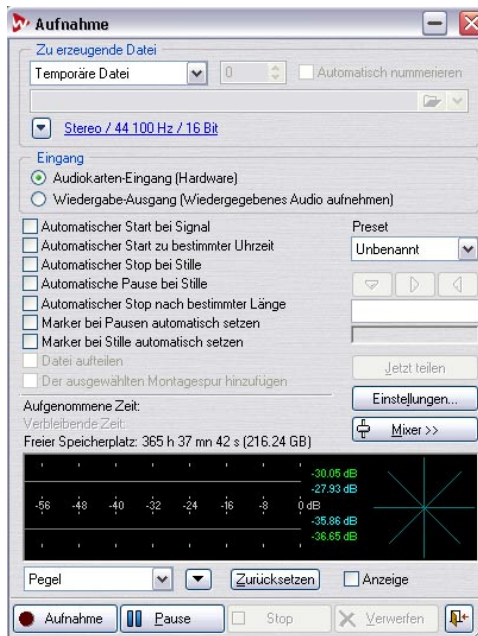 Aufnahme
Zu erzeugende Datei
Temporäre Datei
0
Automatisch nummerieren
Stereo / 44 100 Hz / 16 Bit
Eingang
Audiokarten-Eingang (Hardware)
Wiedergabe-Ausgang (Wiedergegebenes Audio aufnehmen)
Automatischer Start bei Signal
Preset
Automatischer Start zu bestimmter Uhrzeit
Unbenannt
Automatischer Stop bei Stille
Automatische Pause bei Stille
Automatischer Stop nach bestimmter Länge
Marker bei Pausen automatisch setzen
Marker bei Stille automatisch setzen
Datei aufteilen
Jetzt teilen
Der ausgewählten Montagespur hinzufügen
Einstellungen...
Aufgenommene Zeit:
Verbleibende Zeit:
Mixer >>
Freier Speicherplatz: 365 h 37 mn 42 s (216.24 GB)
-30.05 dB
-27.93 dB
-56 -48 -40 -32 -24 -16 -8 0 dB
-35.86 dB
-36.65 dB
Pegel
Zurücksetzen
Anzeige
Aufnahme
Pause
Stop
Verwerfen